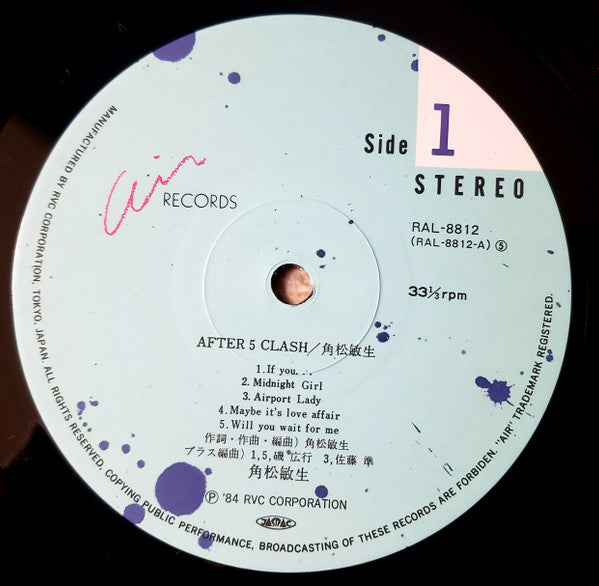 Air RECORDS
Side 1
STEREO
RAL-8812
(RAL-8812-A) ⑤
33⅓rpm
AFTER 5 CLASH/角松敏生
1. If you. . .
2. Midnight Girl
3. Airport Lady
4. Maybe it's love affair
5. Will you wait for me
作詞・作曲・編曲) 角松敏生
ブラス編曲) 1,5, 磯 広行 3, 佐藤 準
角松敏生
Ⓟ '84 RVC CORPORATION
JASRAC
MANUFACTURED BY RVC CORPORATION, TOKYO, JAPAN. ALL RIGHTS RESERVED, COPYING PUBLIC PERFORMANCE, BROADCASTING OF THESE RECORDS ARE FORBIDDEN. "AIR" TRADEMARK REGISTERED.